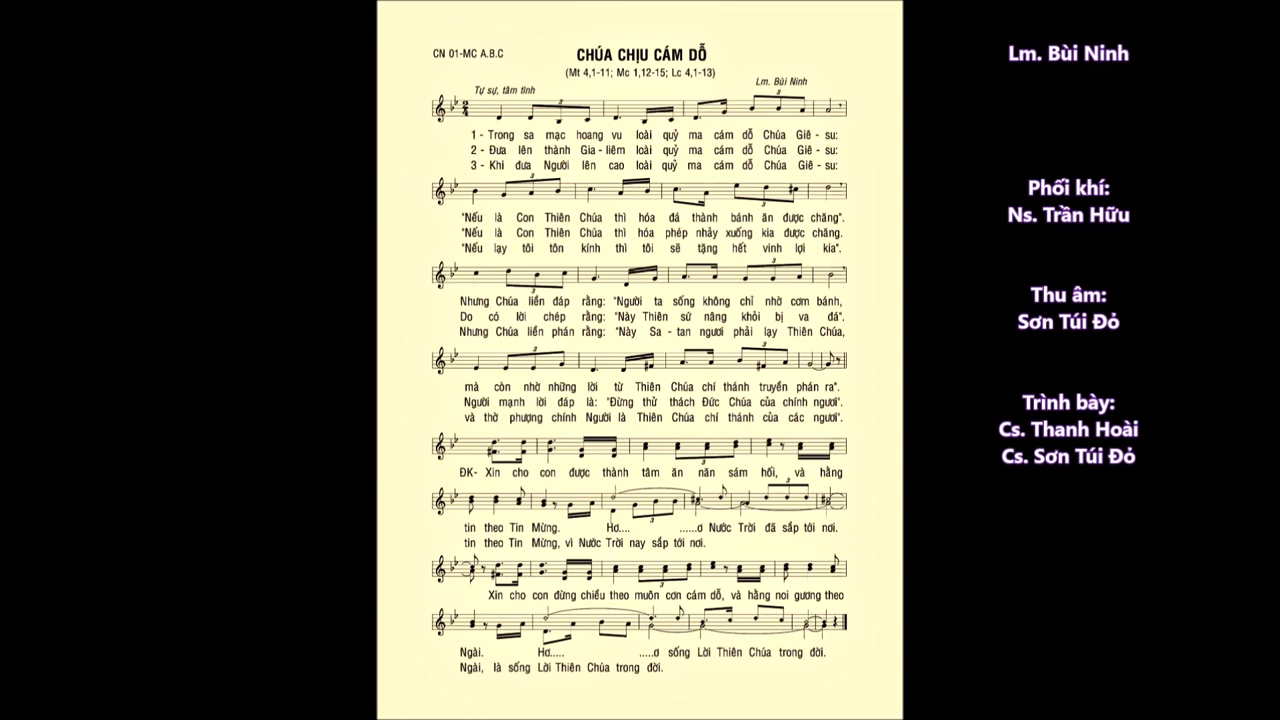 CN 01-MC A.B.C
CHÚA CHỊU CÁM DỖ
(Mt 4,1-11; Mc 1,12-15; Lc 4,1-13)
Tự sự, tâm tình
Lm. Bùi Ninh
1 - Trong sa mạc hoang vu loài quỷ ma cám dỗ Chúa Giê - su:
2 - Đưa lên thành Gia - liêm loài quỷ ma cám dỗ Chúa Giê - su:
3 - Khi đưa Người lên cao loài quỷ ma cám dỗ Chúa Giê - su:
"Nếu là Con Thiên Chúa thì hóa đá thành bánh ăn được chăng".
"Nếu là Con Thiên Chúa thì hóa phép nhảy xuống kia được chăng.
"Nếu lạy tôi tôn kính thì tôi sẽ tặng hết vinh lợi kia".
Nhưng Chúa liền đáp rằng: "Người ta sống không chỉ nhờ cơm bánh,
Do có lời chép rằng: "Này Thiên sứ nâng khỏi bị va đá".
Nhưng Chúa liền phán rằng: "Này Sa - tan ngươi phải lạy Thiên Chúa,
mà còn nhờ những lời từ Thiên Chúa chí thánh truyền phán ra".
Người mạnh lời đáp là: "Đừng thử thách Đức Chúa của chính ngươi".
và thờ phượng chính Người là Thiên Chúa chí thánh của các ngươi".
ĐK- Xin cho con được thành tâm ăn năn sám hối, và hằng
tin theo Tin Mừng. Hơ.... ......ơ Nước Trời đã sắp tới nơi.
tin theo Tin Mừng, vì Nước Trời nay sắp tới nơi.
Xin cho con đừng chiều theo muôn cơn cám dỗ, và hằng noi gương theo
Ngài. Hơ..... .....ơ sống Lời Thiên Chúa trong đời.
Ngài, là sống Lời Thiên Chúa trong đời.
Lm. Bùi Ninh
Phối khí:
Ns. Trần Hữu
Thu âm:
Sơn Túi Đỏ
Trình bày:
Cs. Thanh Hoài
Cs. Sơn Túi Đỏ